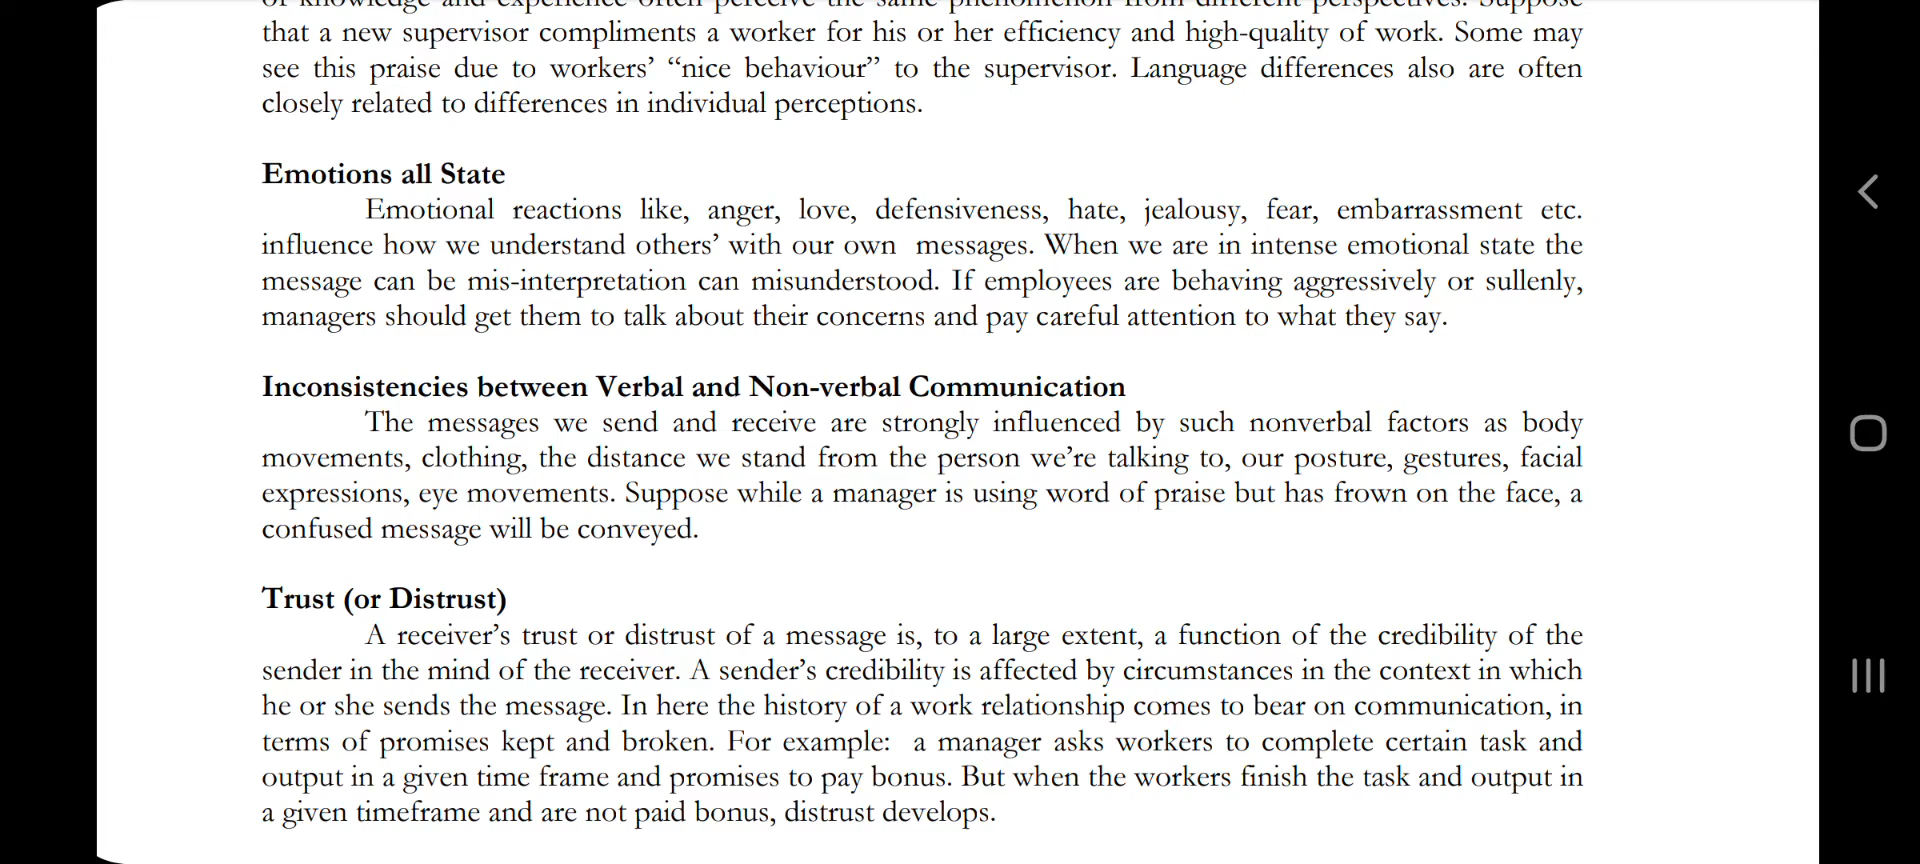 of knowledge and experience often perceive the same phenomenon from different perspectives. Suppose
that a new supervisor compliments a worker for his or her efficiency and high-quality of work. Some may
see this praise due to workers’ “nice behaviour” to the supervisor. Language differences also are often
closely related to differences in individual perceptions.
Emotions all State
Emotional reactions like, anger, love, defensiveness, hate, jealousy, fear, embarrassment etc.
influence how we understand others’ with our own messages. When we are in intense emotional state the
message can be mis-interpretation can misunderstood. If employees are behaving aggressively or sullenly,
managers should get them to talk about their concerns and pay careful attention to what they say.
Inconsistencies between Verbal and Non-verbal Communication
The messages we send and receive are strongly influenced by such nonverbal factors as body
movements, clothing, the distance we stand from the person we’re talking to, our posture, gestures, facial
expressions, eye movements. Suppose while a manager is using word of praise but has frown on the face, a
confused message will be conveyed.
Trust (or Distrust)
A receiver’s trust or distrust of a message is, to a large extent, a function of the credibility of the
sender in the mind of the receiver. A sender’s credibility is affected by circumstances in the context in which
he or she sends the message. In here the history of a work relationship comes to bear on communication, in
terms of promises kept and broken. For example: a manager asks workers to complete certain task and
output in a given time frame and promises to pay bonus. But when the workers finish the task and output in
a given timeframe and are not paid bonus, distrust develops.